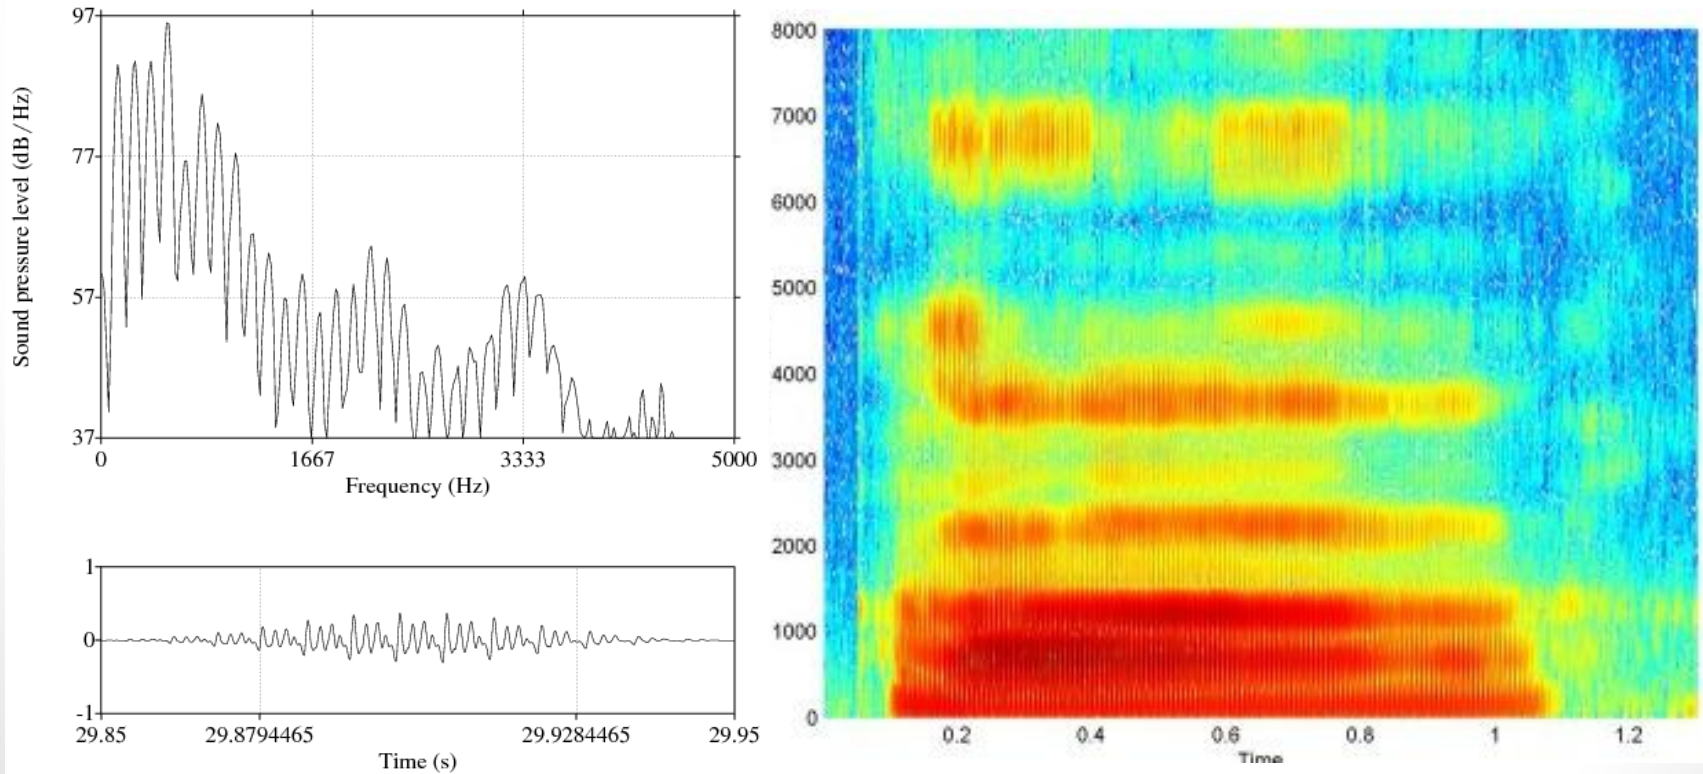 97
77
57
37
Sound pressure level (dB / Hz)
0 1667 3333 5000
Frequency (Hz)
1
0
-1
29.85 29.8794465 29.9284465 29.95
Time (s)
8000
7000
6000
5000
4000
3000
2000
1000
0
0.2 0.4 0.6 0.8 1 1.2
Time